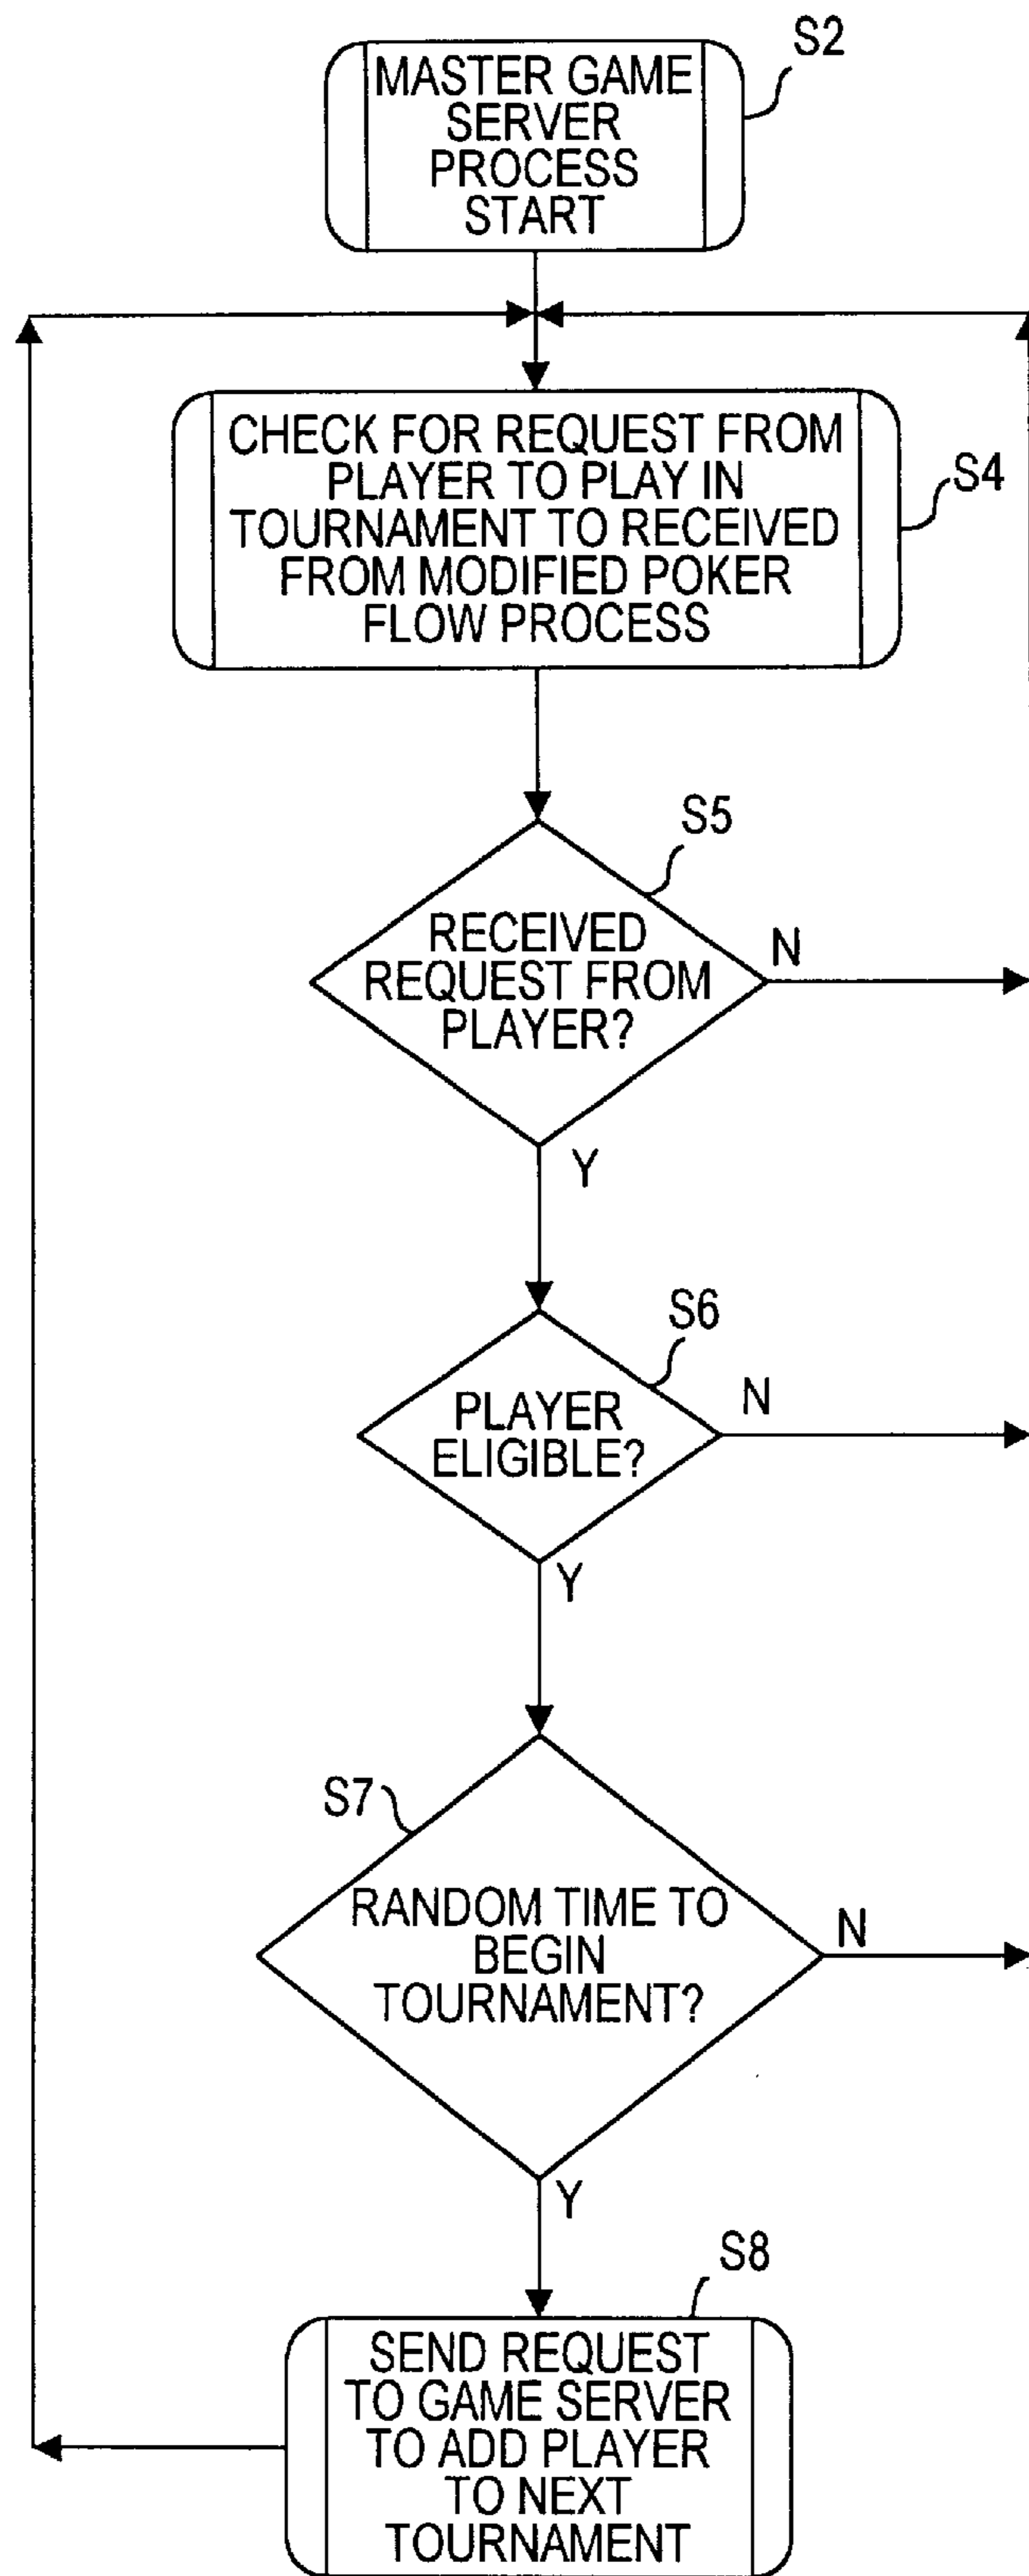 S2
MASTER GAME
SERVER
PROCESS
START
CHECK FOR REQUEST FROM
PLAYER TO PLAY IN
TOURNAMENT TO RECEIVED
FROM MODIFIED POKER
FLOW PROCESS
S4
S5
RECEIVED
REQUEST FROM
PLAYER?
N
Y
S6
PLAYER
ELIGIBLE?
N
Y
S7
RANDOM TIME TO
BEGIN
TOURNAMENT?
N
Y
S8
SEND REQUEST
TO GAME SERVER
TO ADD PLAYER
TO NEXT
TOURNAMENT